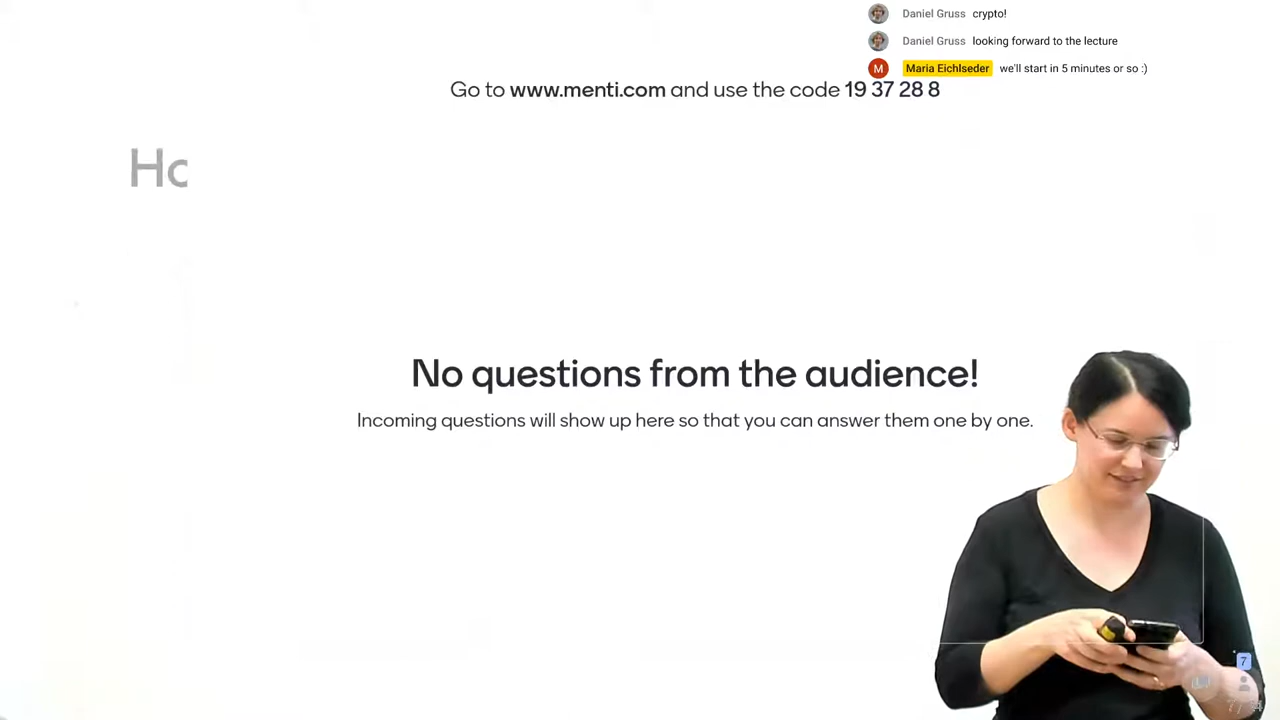 Daniel Gruss crypto!
Daniel Gruss looking forward to the lecture
M Maria Eichlseder we'll start in 5 minutes or so :)
Go to www.menti.com and use the code 19 37 28 8
Ho
No questions from the audience!
Incoming questions will show up here so that you can answer them one by one.
7